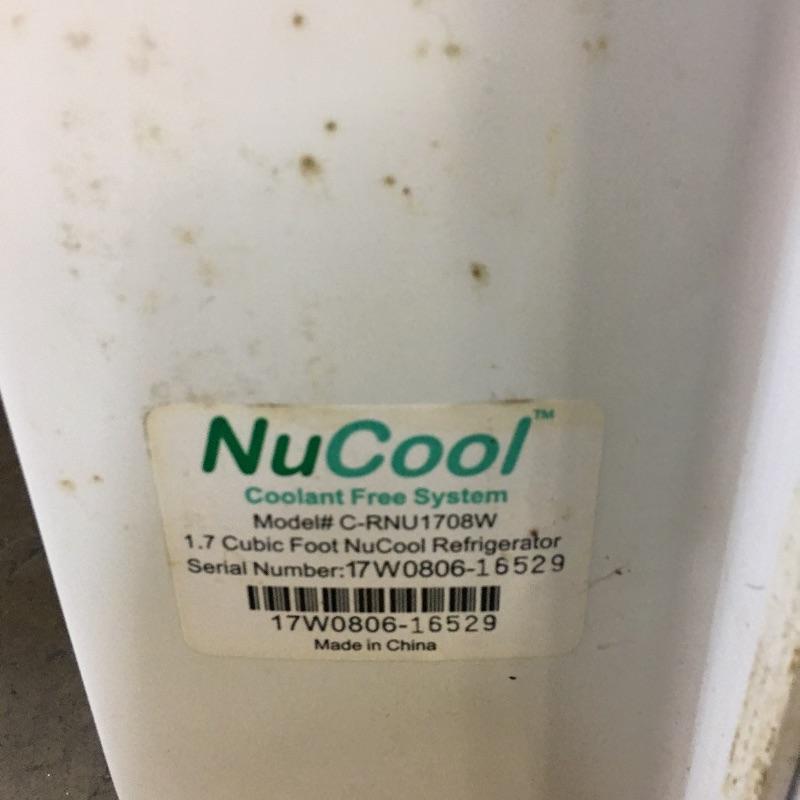 NuCool™
Coolant Free System
Model# C-RNU1708W
1.7 Cubic Foot NuCool Refrigerator
Serial Number:17W0806-16529
17W0806-16529
Made in China